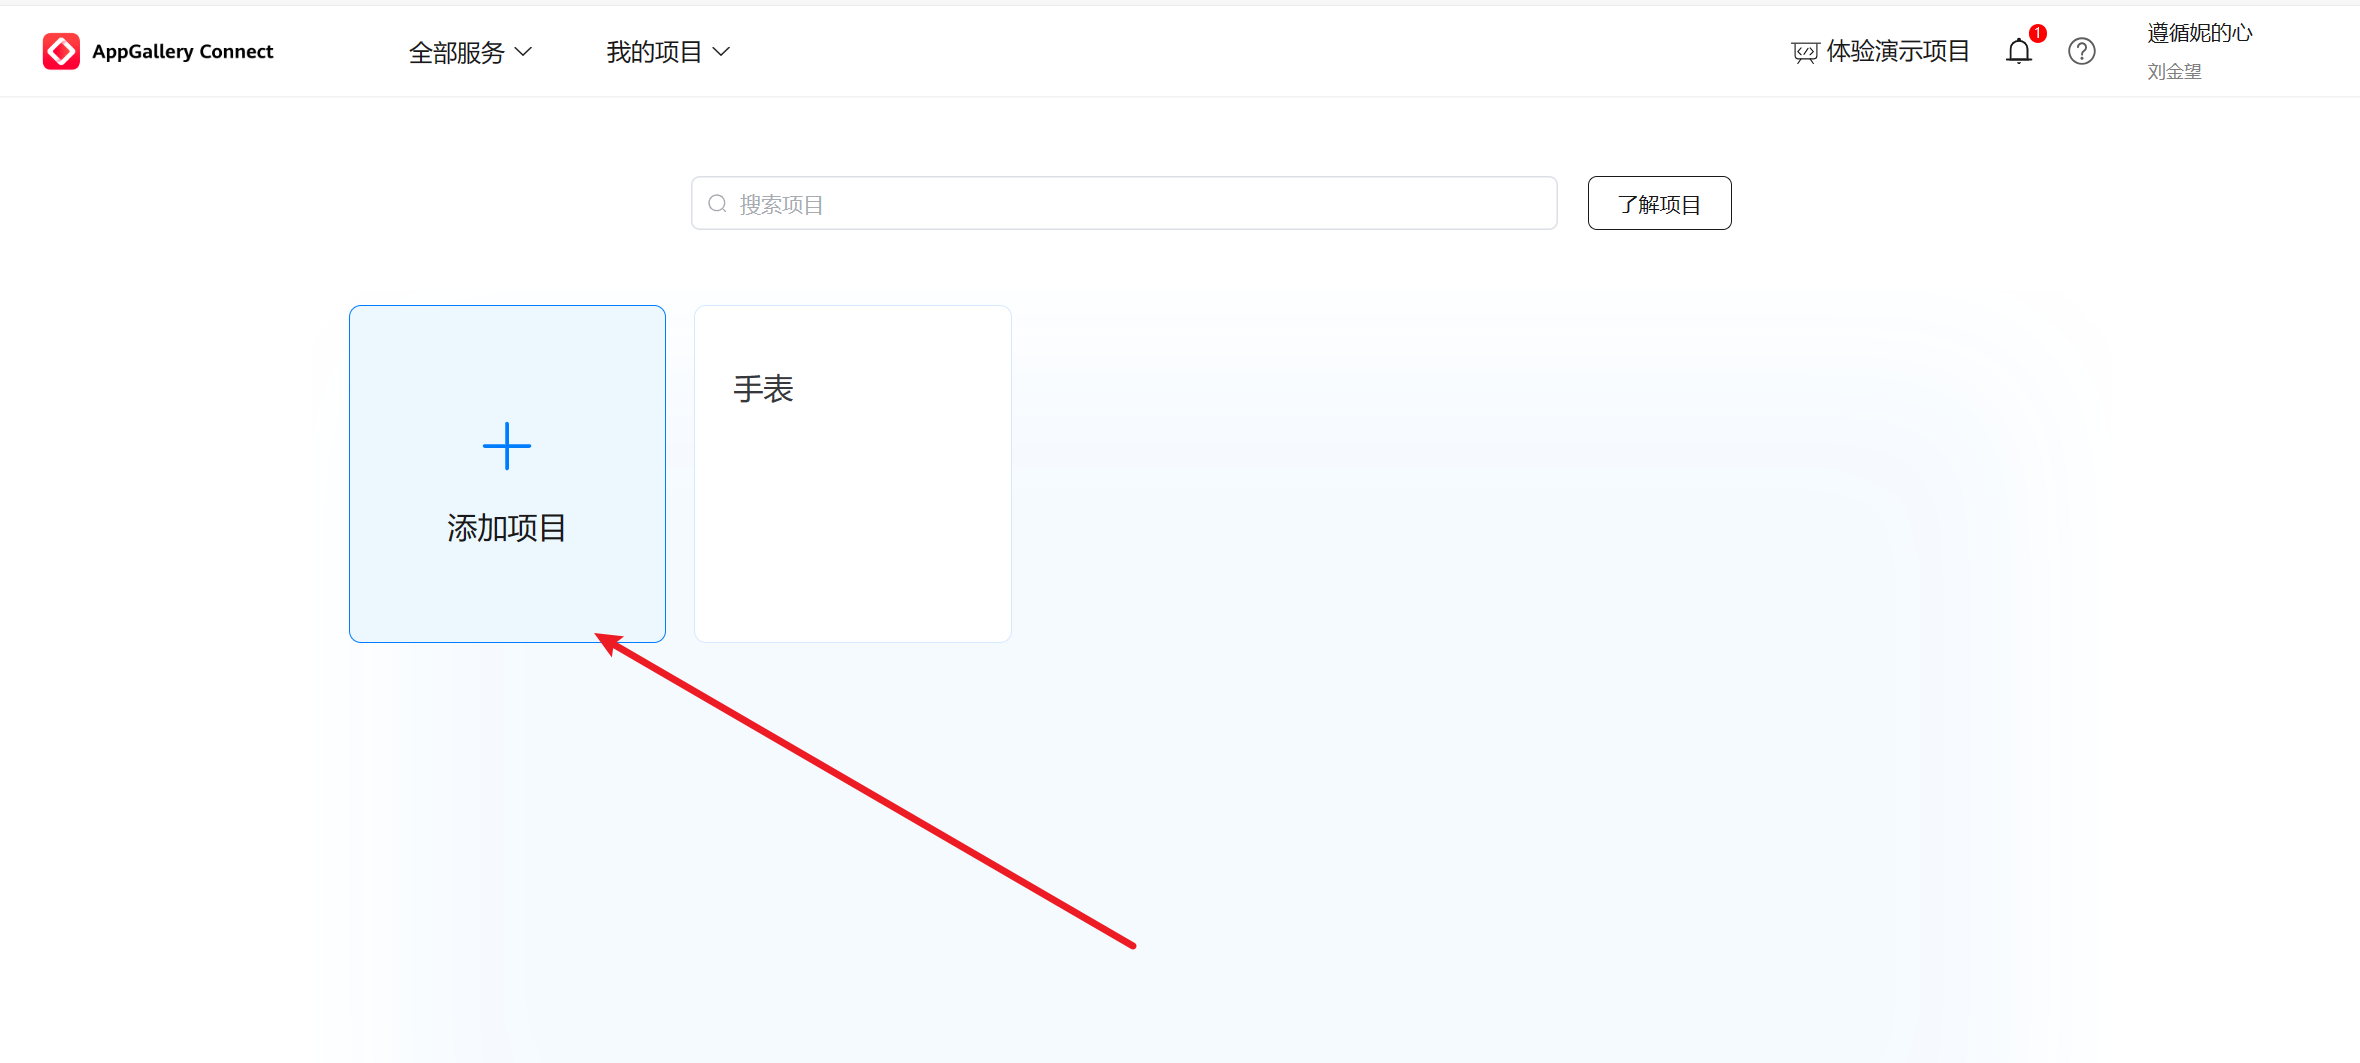 AppGallery Connect
全部服务
我的项目
体验演示项目
1
遵循妮的心
刘金望
搜索项目
了解项目
添加项目
手表